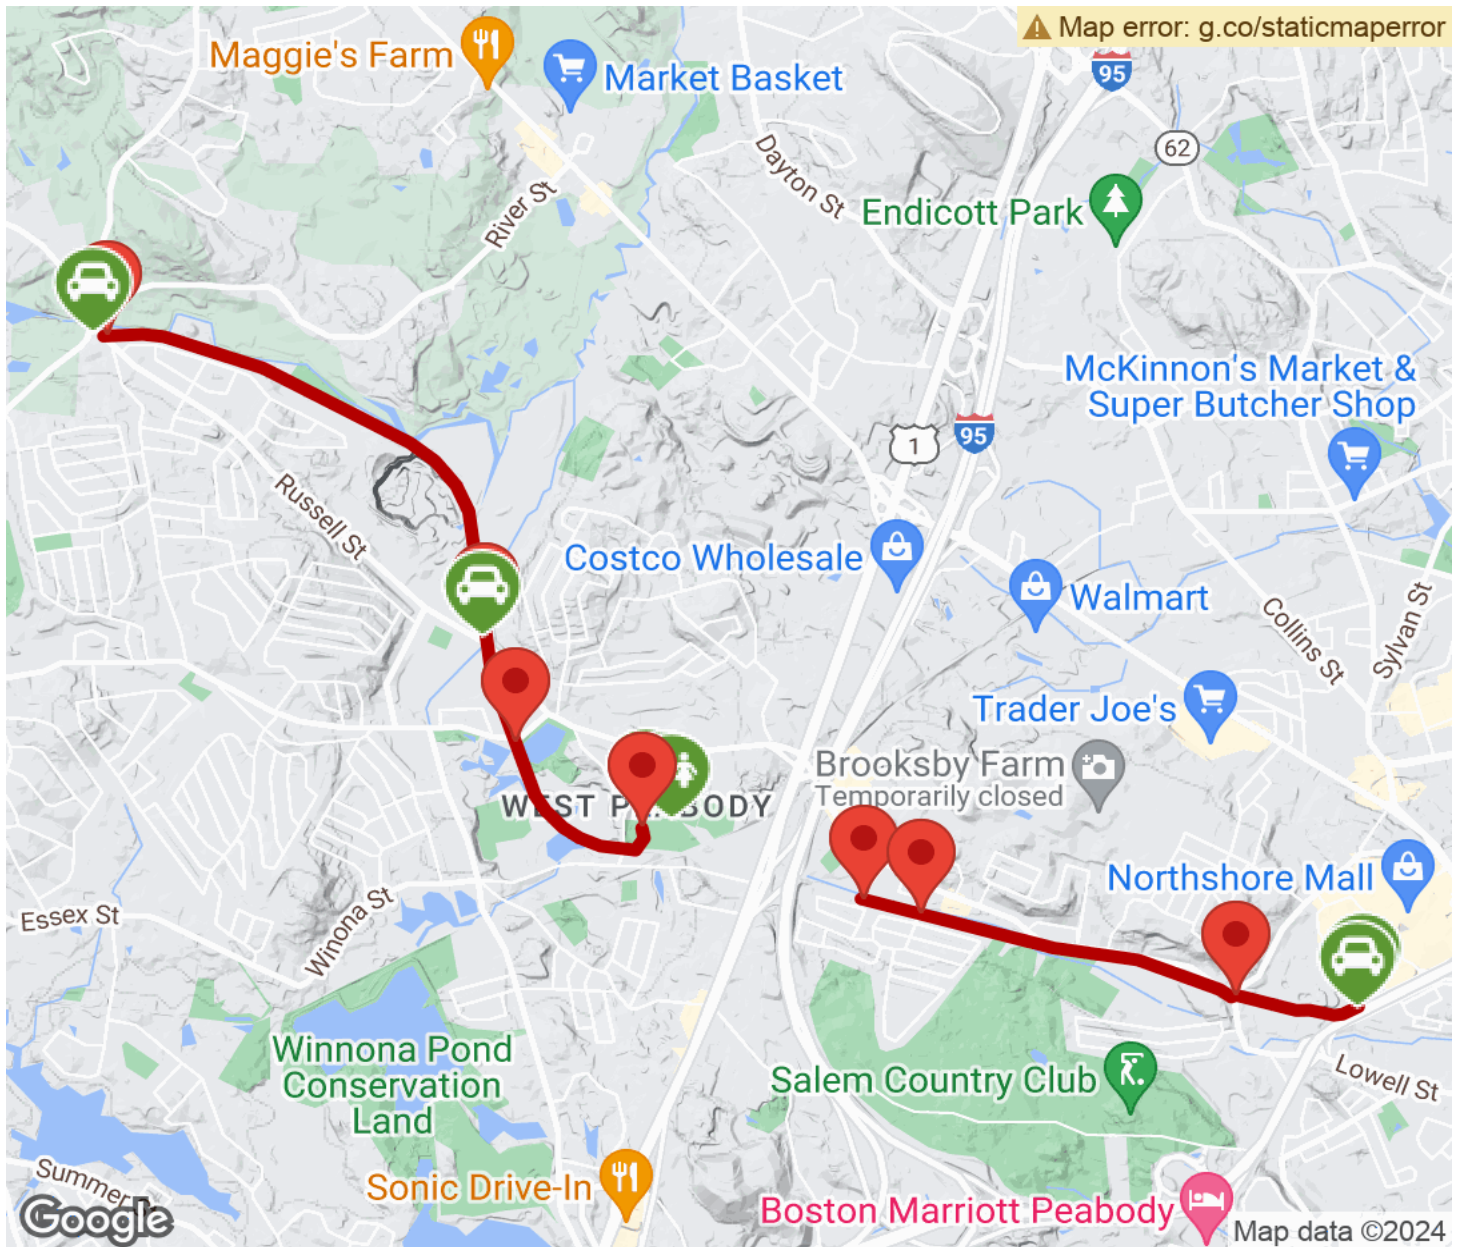 Map error: g.co/staticmaperror
Maggie's Farm
Market Basket
95
62
Dayton St
River St
Endicott Park
McKinnon's Market &
Super Butcher Shop
1
95
Russell St
Costco Wholesale
Walmart
Collins St
Sylvan St
Trader Joe's
Brooksby Farm
Temporarily closed
Northshore Mall
Essex St
Winona St
Winnona Pond
Conservation
Land
Salem Country Club
Lowell St
Sonic Drive-In
Summer
Boston Marriott Peabody
Google
Map data ©2024